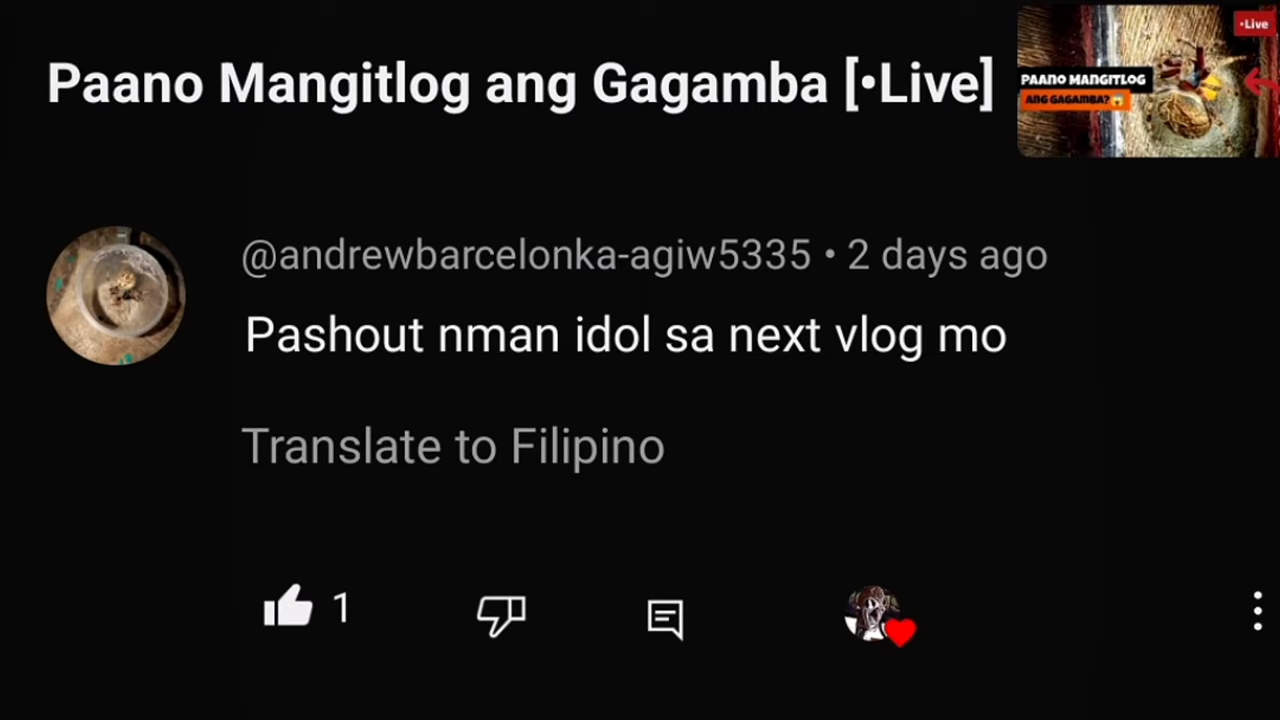 Paano Mangitlog ang Gagamba [•Live]
•Live
PAANO MANGITLOG
ANG GAGAMBA? 😱
@andrewbarcelonka-agiw5335 • 2 days ago
Pashout nman idol sa next vlog mo
Translate to Filipino
1